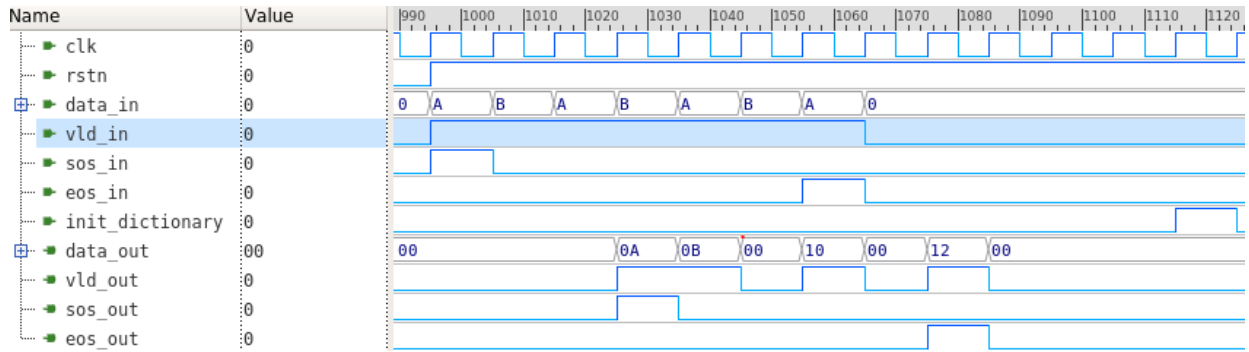 Name Value 990 1000 1010 1020 1030 1040 1050 1060 1070 1080 1090 1100 1110 1120
clk 0
rstn 0
data_in 0 0 A B A B A B A 0
vld_in 0
sos_in 0
eos_in 0
init_dictionary 0
data_out 00 00 0A 0B 00 10 00 12 00
vld_out 0
sos_out 0
eos_out 0